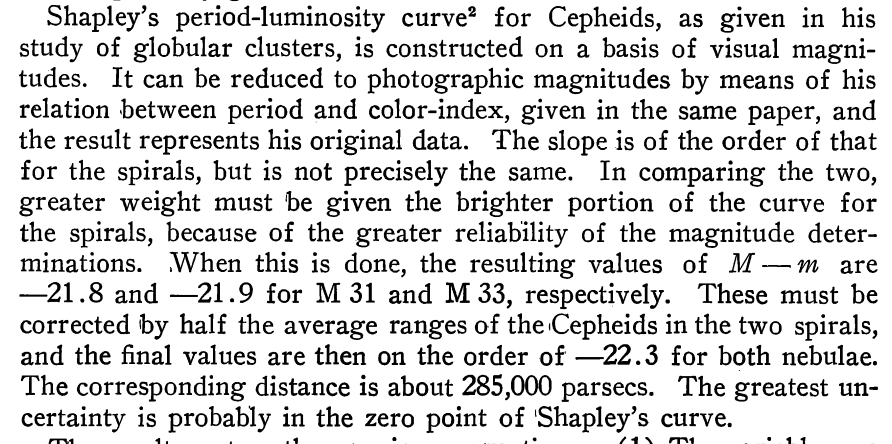 Shapley's period-luminosity curve² for Cepheids, as given in his
study of globular clusters, is constructed on a basis of visual magni-
tudes. It can be reduced to photographic magnitudes by means of his
relation between period and color-index, given in the same paper, and
the result represents his original data. The slope is of the order of that
for the spirals, but is not precisely the same. In comparing the two,
greater weight must be given the brighter portion of the curve for
the spirals, because of the greater reliability of the magnitude deter-
minations. When this is done, the resulting values of M — m are
—21.8 and —21.9 for M 31 and M 33, respectively. These must be
corrected by half the average ranges of the Cepheids in the two spirals,
and the final values are then on the order of —22.3 for both nebulae.
The corresponding distance is about 285,000 parsecs. The greatest un-
certainty is probably in the zero point of Shapley's curve.